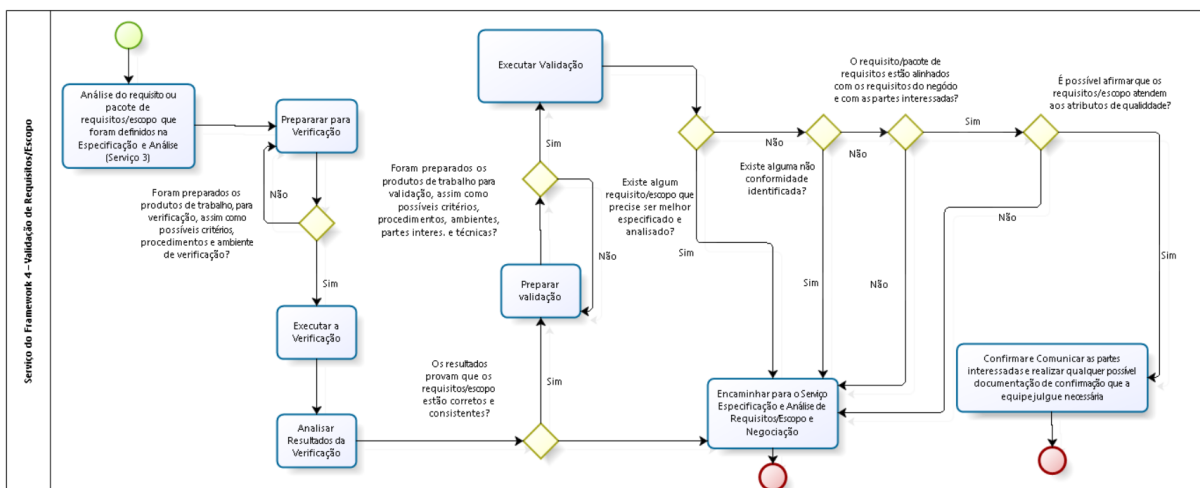 Serviço do Framework 4 – Validação de Requisitos/Escopo
Análise do requisito ou
pacote de
requisitos/escopo que
foram definidos na
Especificação e Análise
(Serviço 3)
Prepararar para
Verificação
Não
Foram preparados os
produtos de trabalho, para
verificação, assim como
possíveis critérios,
procedimentos e ambiente
de verificação?
Sim
Executar a
Verificação
Analisar
Resultados da
Verificação
Os resultados
provam que os
requisitos/escopo
estão corretos e
consistentes?
Sim
Preparar
validação
Foram preparados os
produtos de trabalho para
validação, assim como
possíveis critérios,
procedimentos, ambientes,
partes interes. e técnicas?
Não
Sim
Executar Validação
Existe algum
requisito/escopo que
precise ser melhor
especificado e
analisado?
Sim
Não
Existe alguma não
conformidade
identificada?
Sim
Não
O requisito/pacote de
requisitos estão alinhados
com os requisitos do negócio
e com as partes interessadas?
Não
Sim
É possível afirmar que os
requisitos/escopo atendem
aos atributos de qualiddade?
Não
Sim
Encaminhar para o Serviço
Especificação e Análise de
Requisitos/Escopo e
Negociação
Confirmar e Comunicar as partes
interessadas e realizar qualquer possível
documentação de confirmação que a
equipe julgue necessária